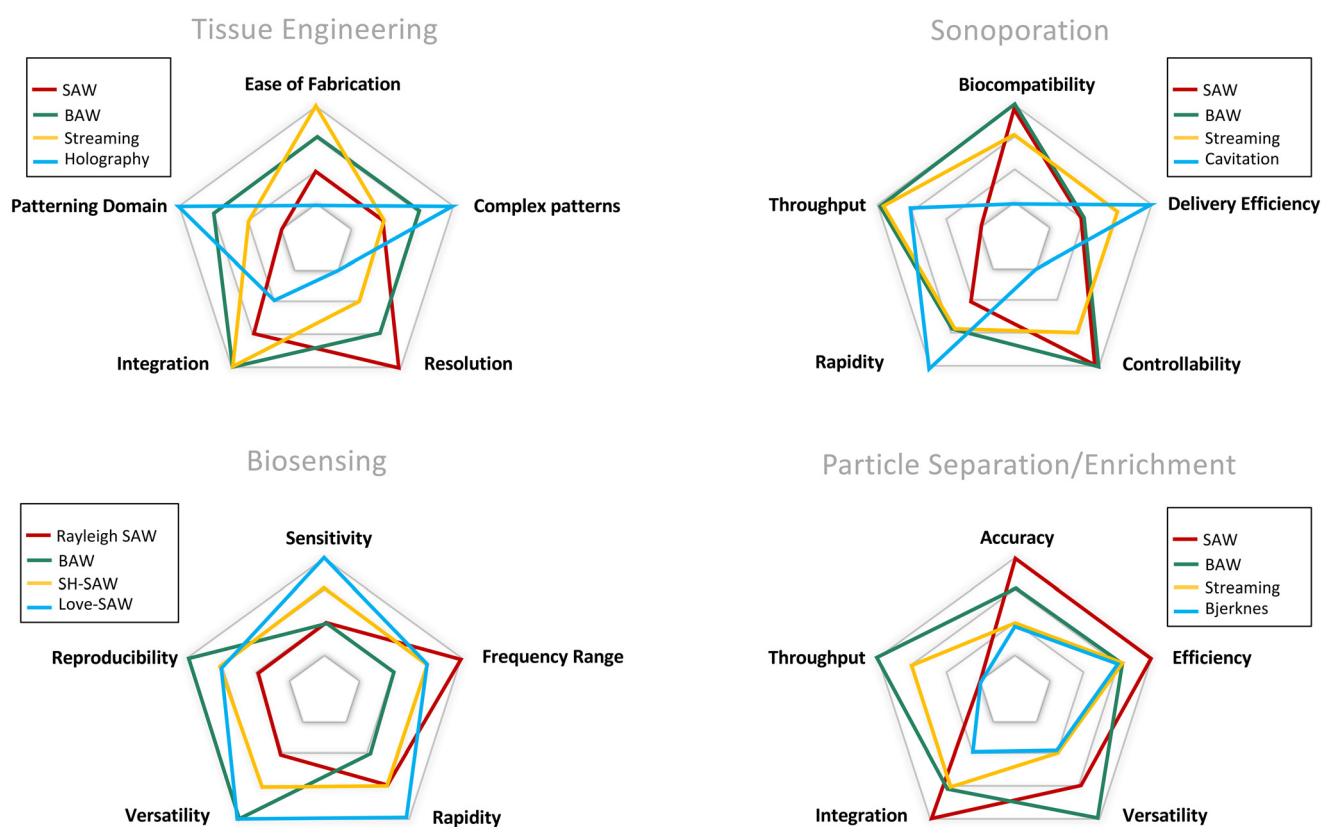 Tissue Engineering
SAW
BAW
Streaming
Holography
Ease of Fabrication
Patterning Domain
Complex patterns
Integration
Resolution
Sonoporation
SAW
BAW
Streaming
Cavitation
Biocompatibility
Throughput
Delivery Efficiency
Rapidity
Controllability
Biosensing
Rayleigh SAW
BAW
SH-SAW
Love-SAW
Sensitivity
Reproducibility
Frequency Range
Versatility
Rapidity
Particle Separation/Enrichment
SAW
BAW
Streaming
Bjerknes
Accuracy
Throughput
Efficiency
Integration
Versatility